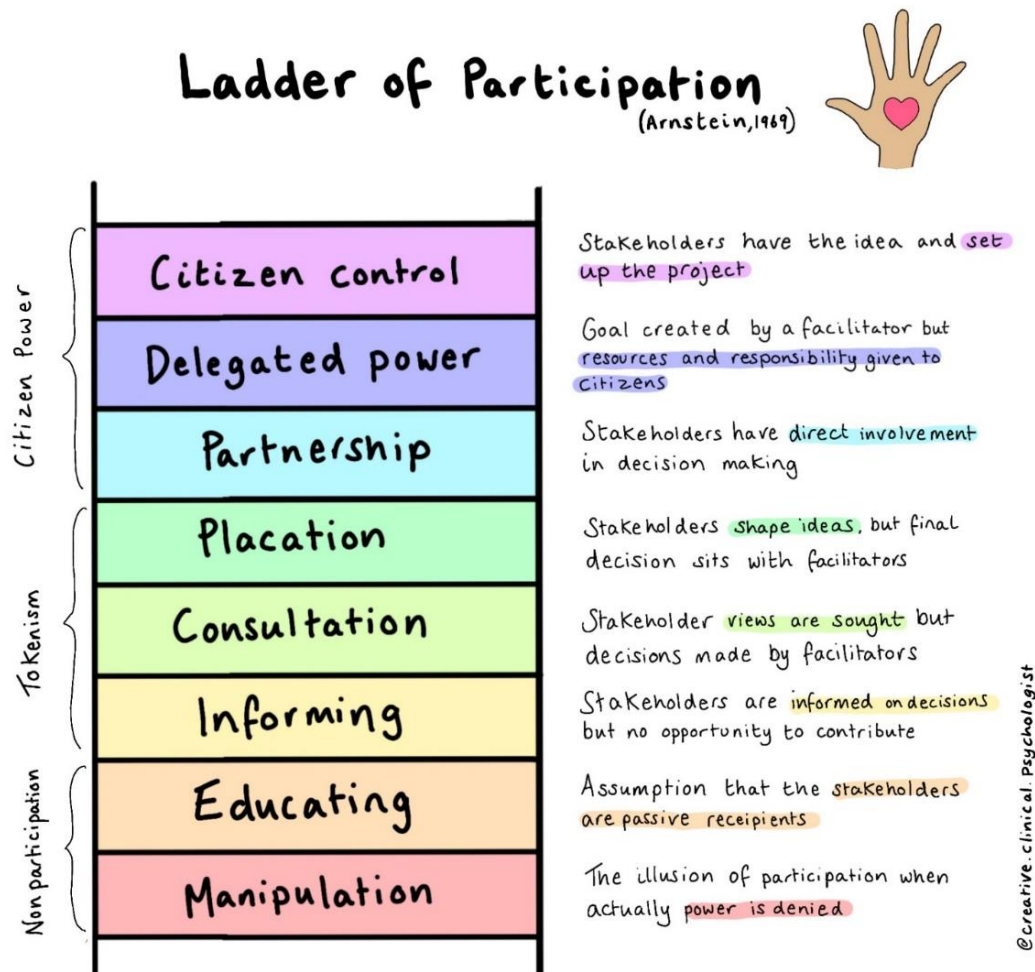 Ladder of Participation
(Arnstein, 1969)
Citizen Power
Citizen control
Stakeholders have the idea and set
up the project
Delegated power
Goal created by a facilitator but
resources and responsibility given to
citizens
Partnership
Stakeholders have direct involvement
in decision making
Tokenism
Placation
Stakeholders shape ideas, but final
decision sits with facilitators
Consultation
Stakeholder views are sought but
decisions made by facilitators
Informing
Stakeholders are informed on decisions
but no opportunity to contribute
Nonparticipation
Educating
Assumption that the stakeholders
are passive receipients
Manipulation
The illusion of participation when
actually power is denied
@creative.clinical.psychologist